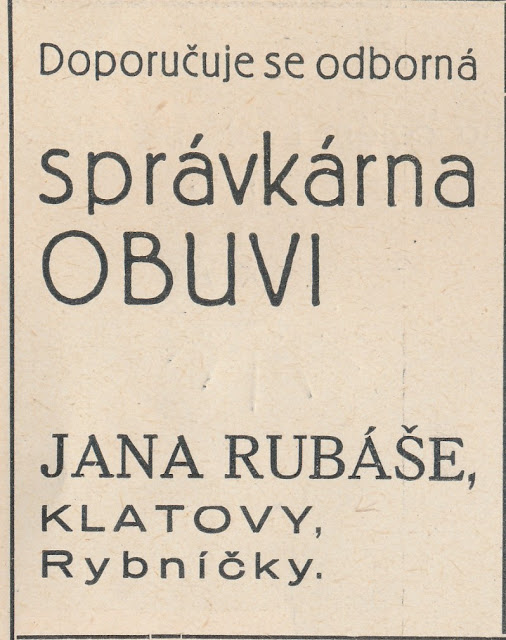 Doporučuje se odborná
správkárna
OBUVI
JANA RUBÁŠE,
KLATOVY,
Rybníčky.